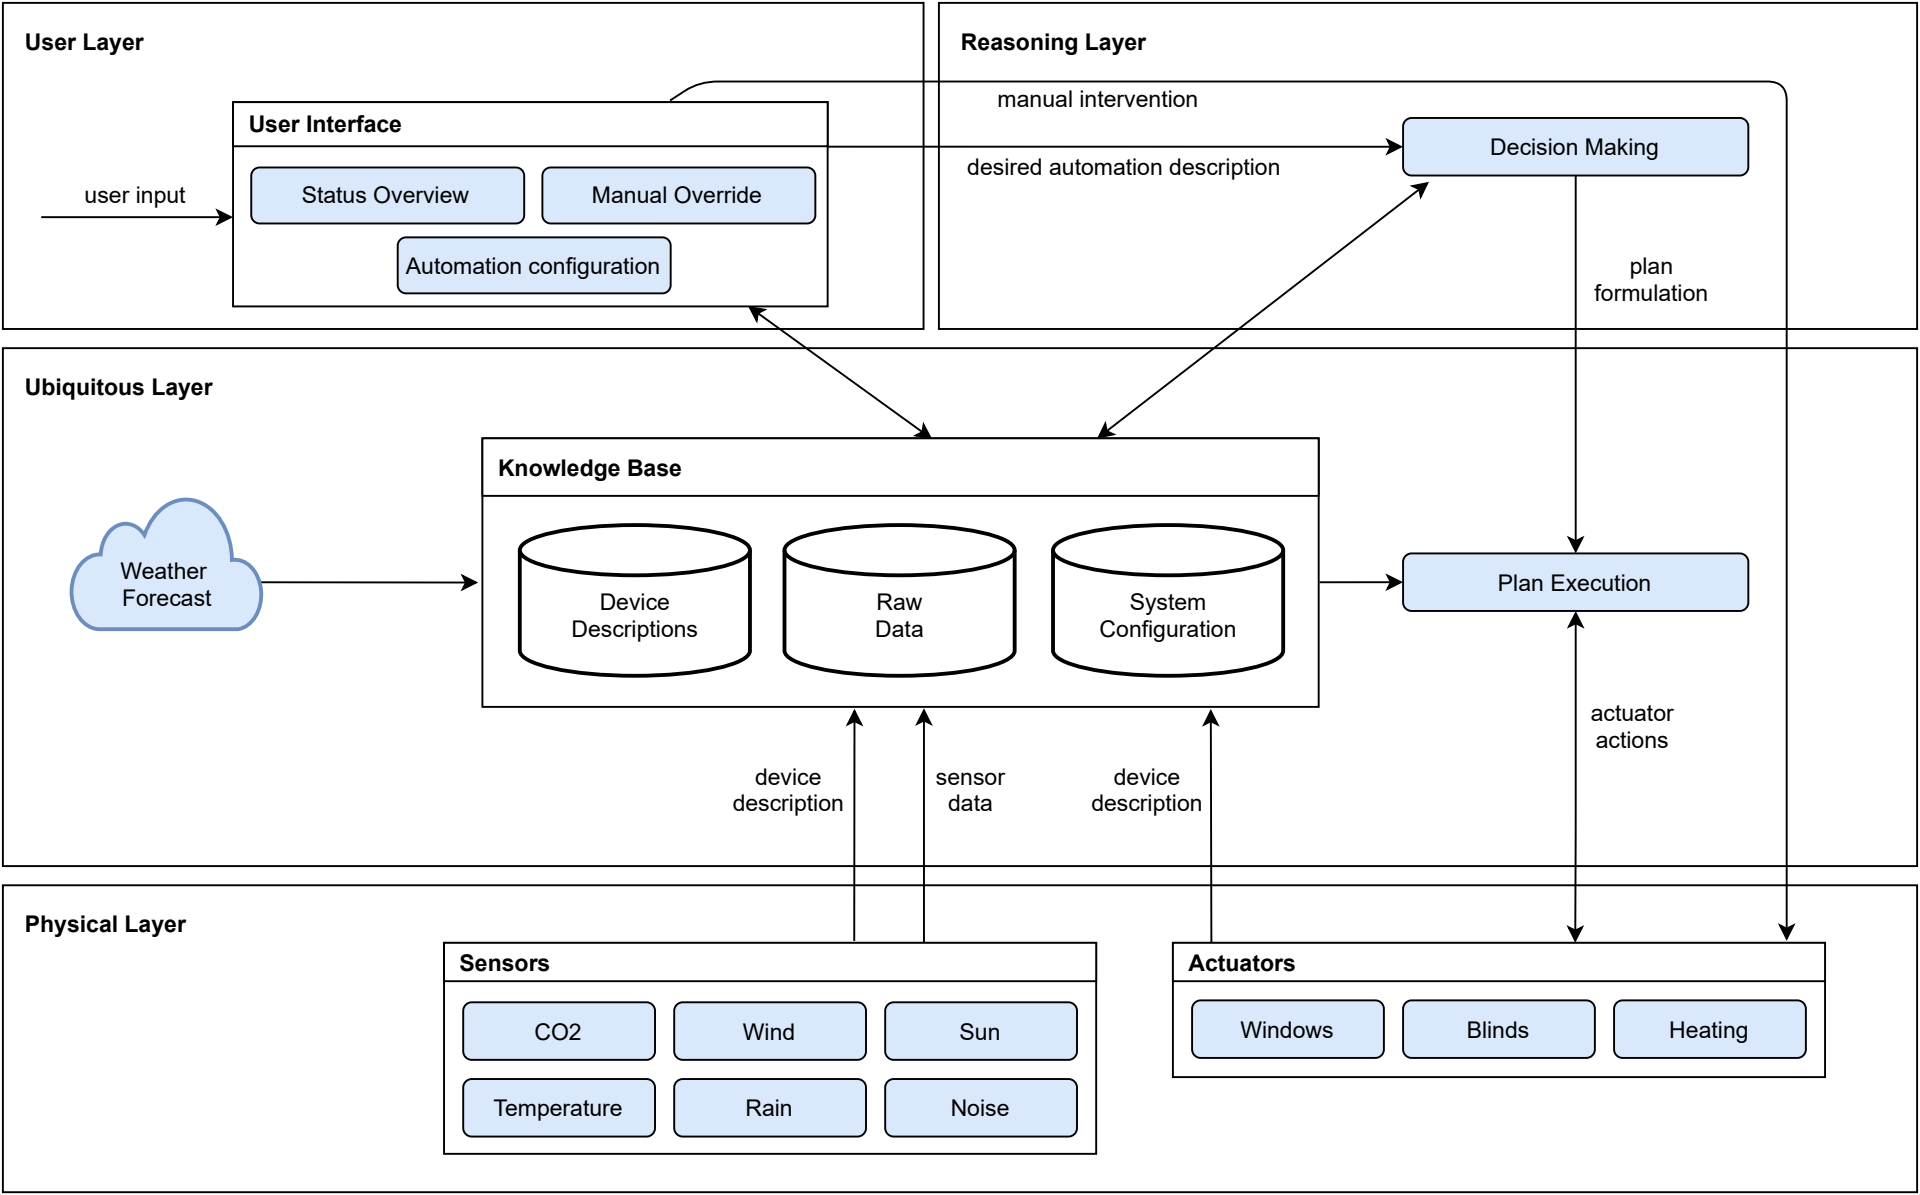 User Layer
Reasoning Layer
manual intervention
User Interface
Decision Making
desired automation description
user input
Status Overview
Manual Override
Automation configuration
plan
formulation
Ubiquitous Layer
Knowledge Base
Weather
Forecast
Device
Descriptions
Raw
Data
System
Configuration
Plan Execution
actuator
actions
device
description
sensor
data
device
description
Physical Layer
Sensors
CO2
Wind
Sun
Temperature
Rain
Noise
Actuators
Windows
Blinds
Heating